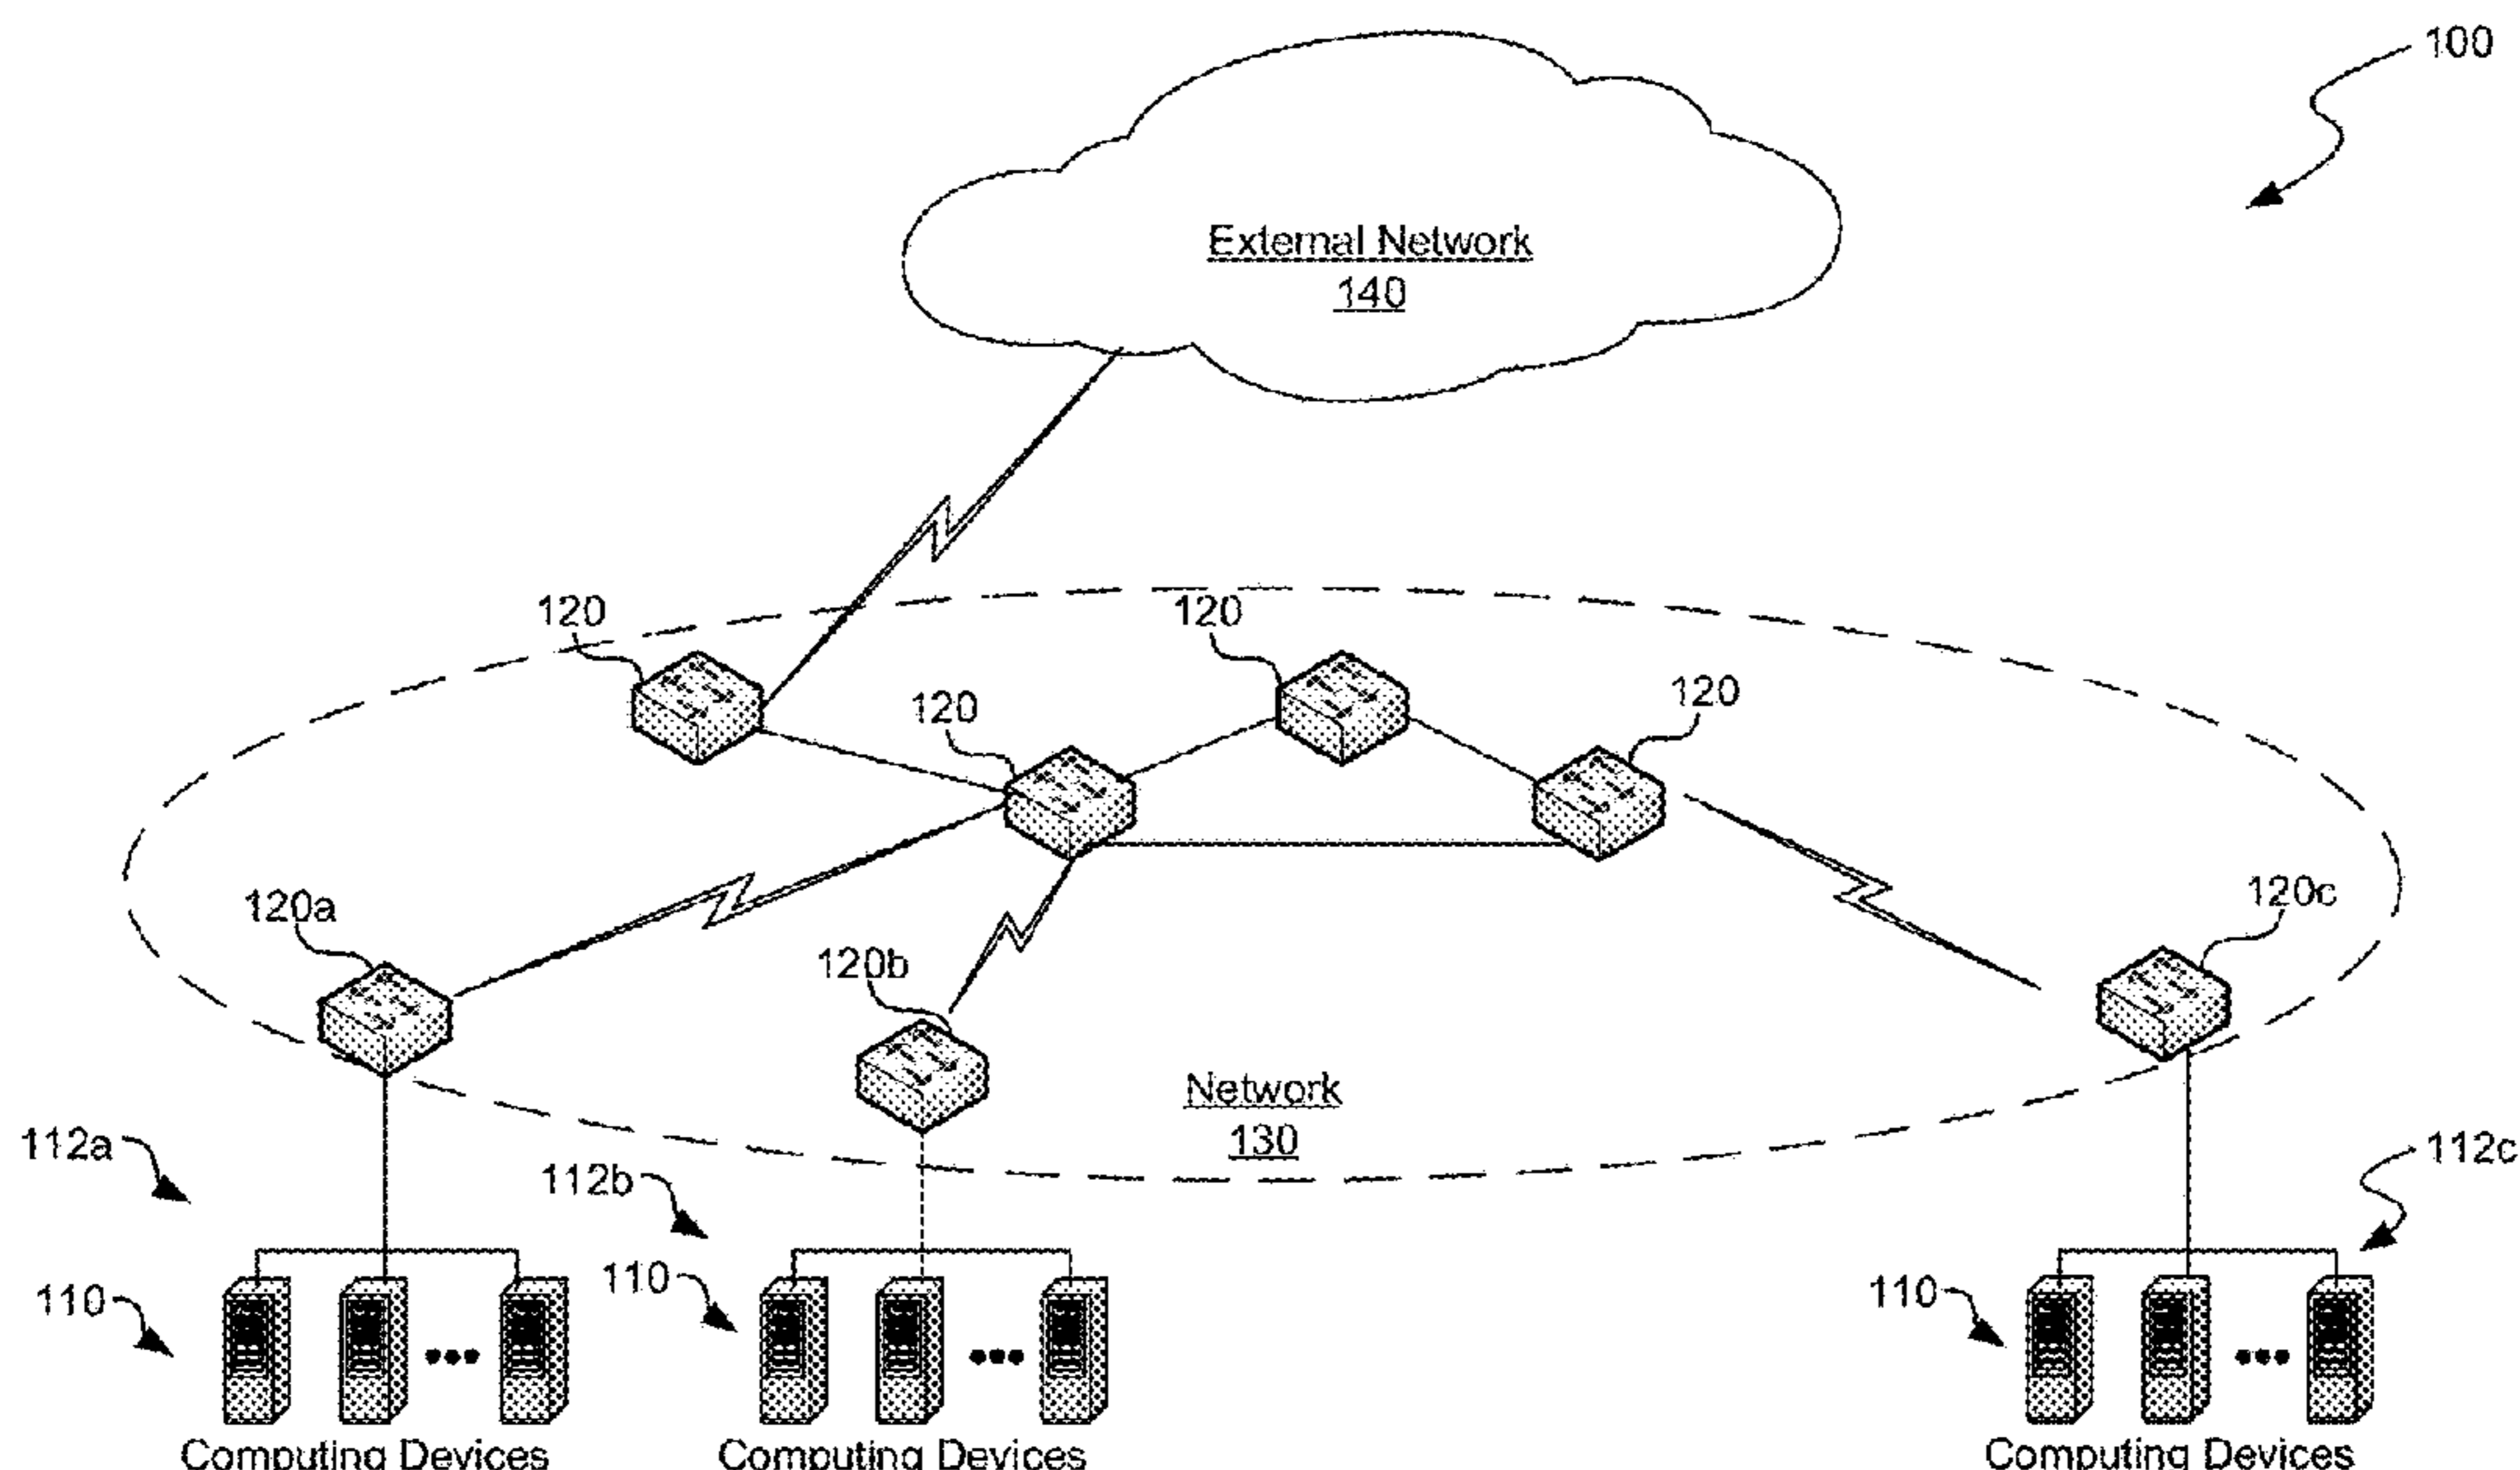 100
External Network
140
120
120
120
120
120a
120b
120c
Network
130
112a
112b
112c
110
110
110
Computing Devices
Computing Devices
Computing Devices